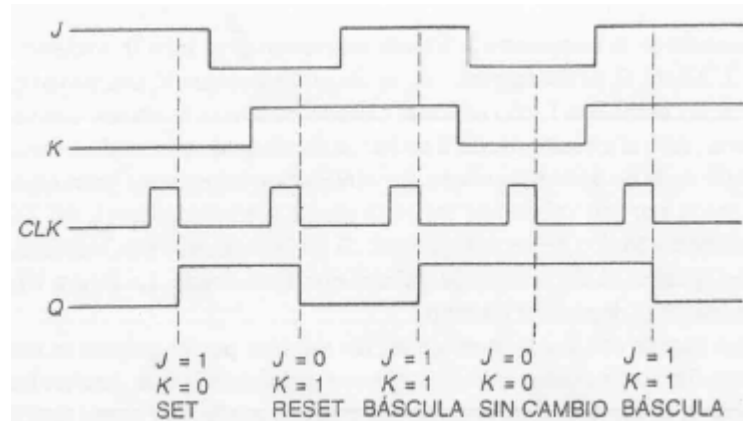 J
K
CLK
Q
J = 1 J = 0 J = 1 J = 0 J = 1
K = 0 K = 1 K = 1 K = 0 K = 1
SET RESET BÁSCULA SIN CAMBIO BÁSCULA